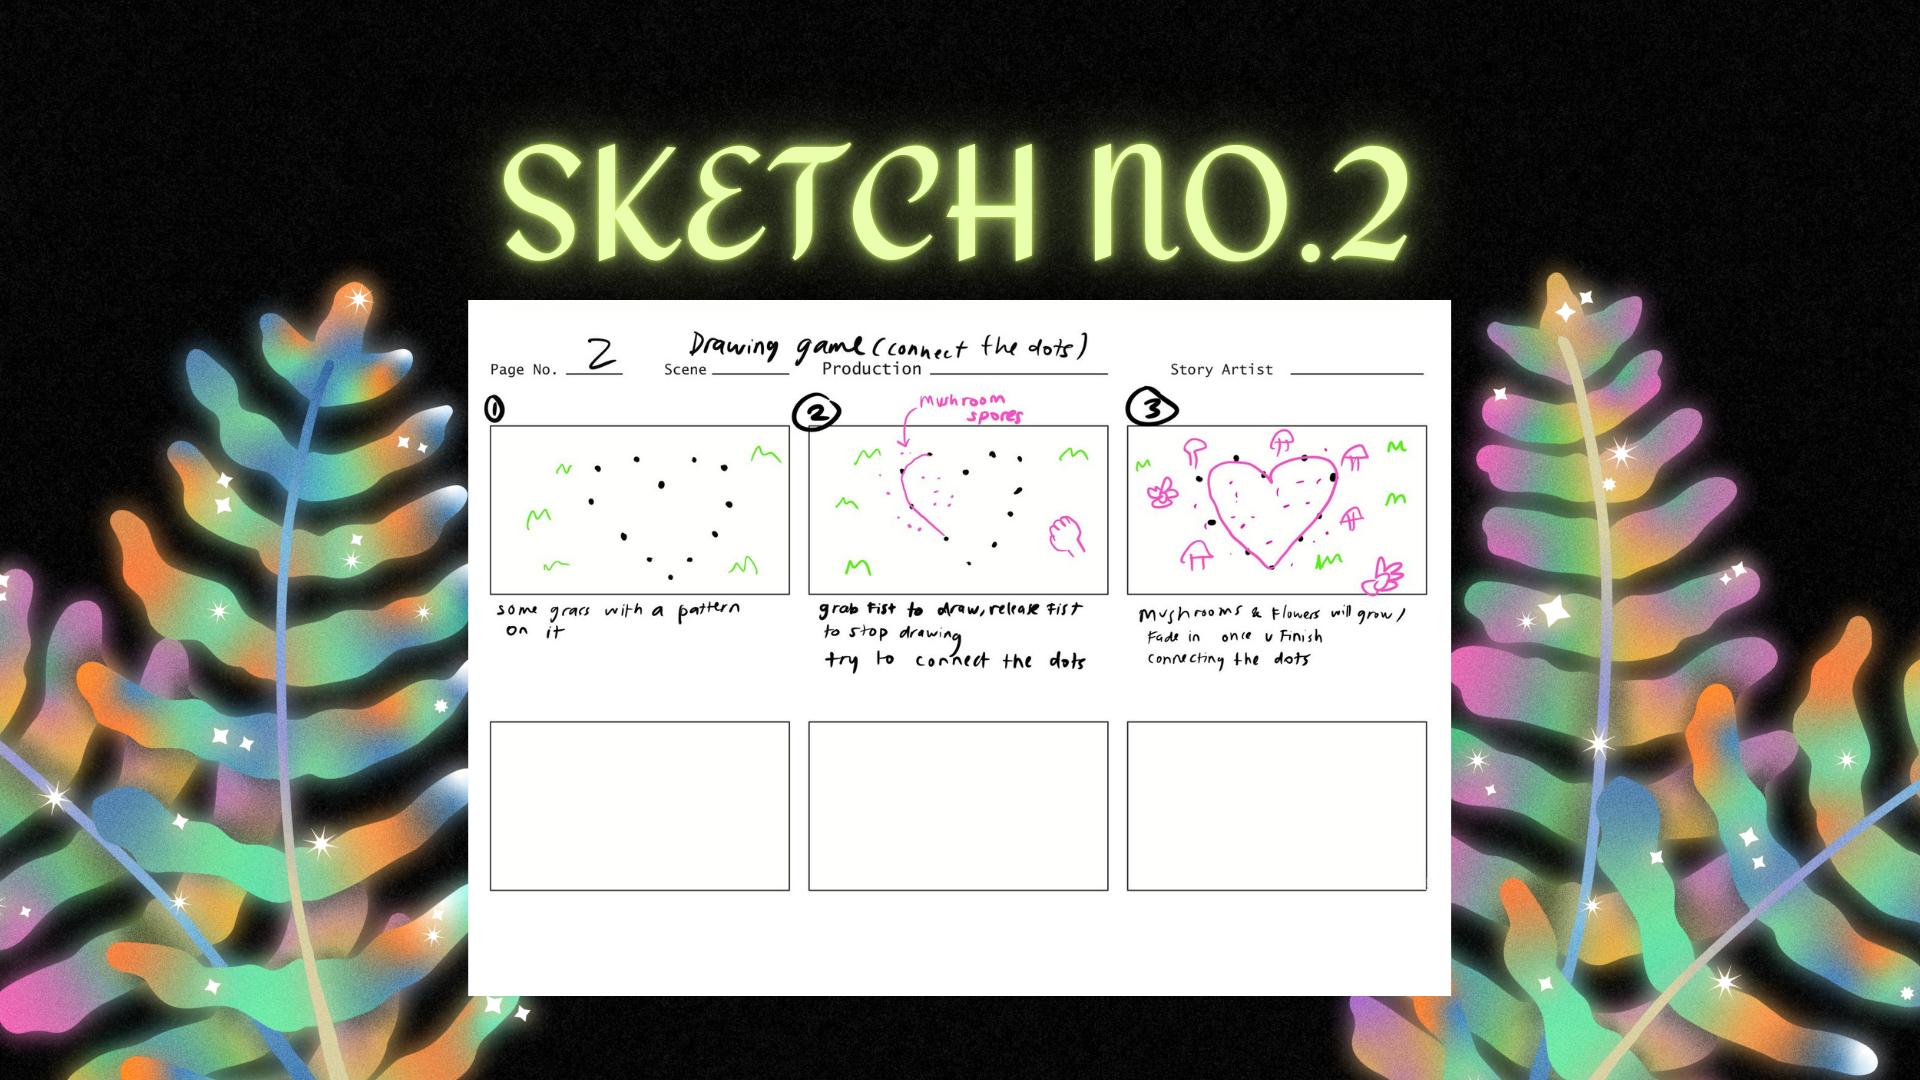 SKETCH NO.2
Drawing game (connect the dots)
Page No. 2 Scene Production Story Artist
1 2 3
Mushroom
spores
some grass with a pattern
on it
grab fist to draw, release fist
to stop drawing
try to connect the dots
Mushrooms & Flowers will grow/
Fade in once u Finish
connecting the dots